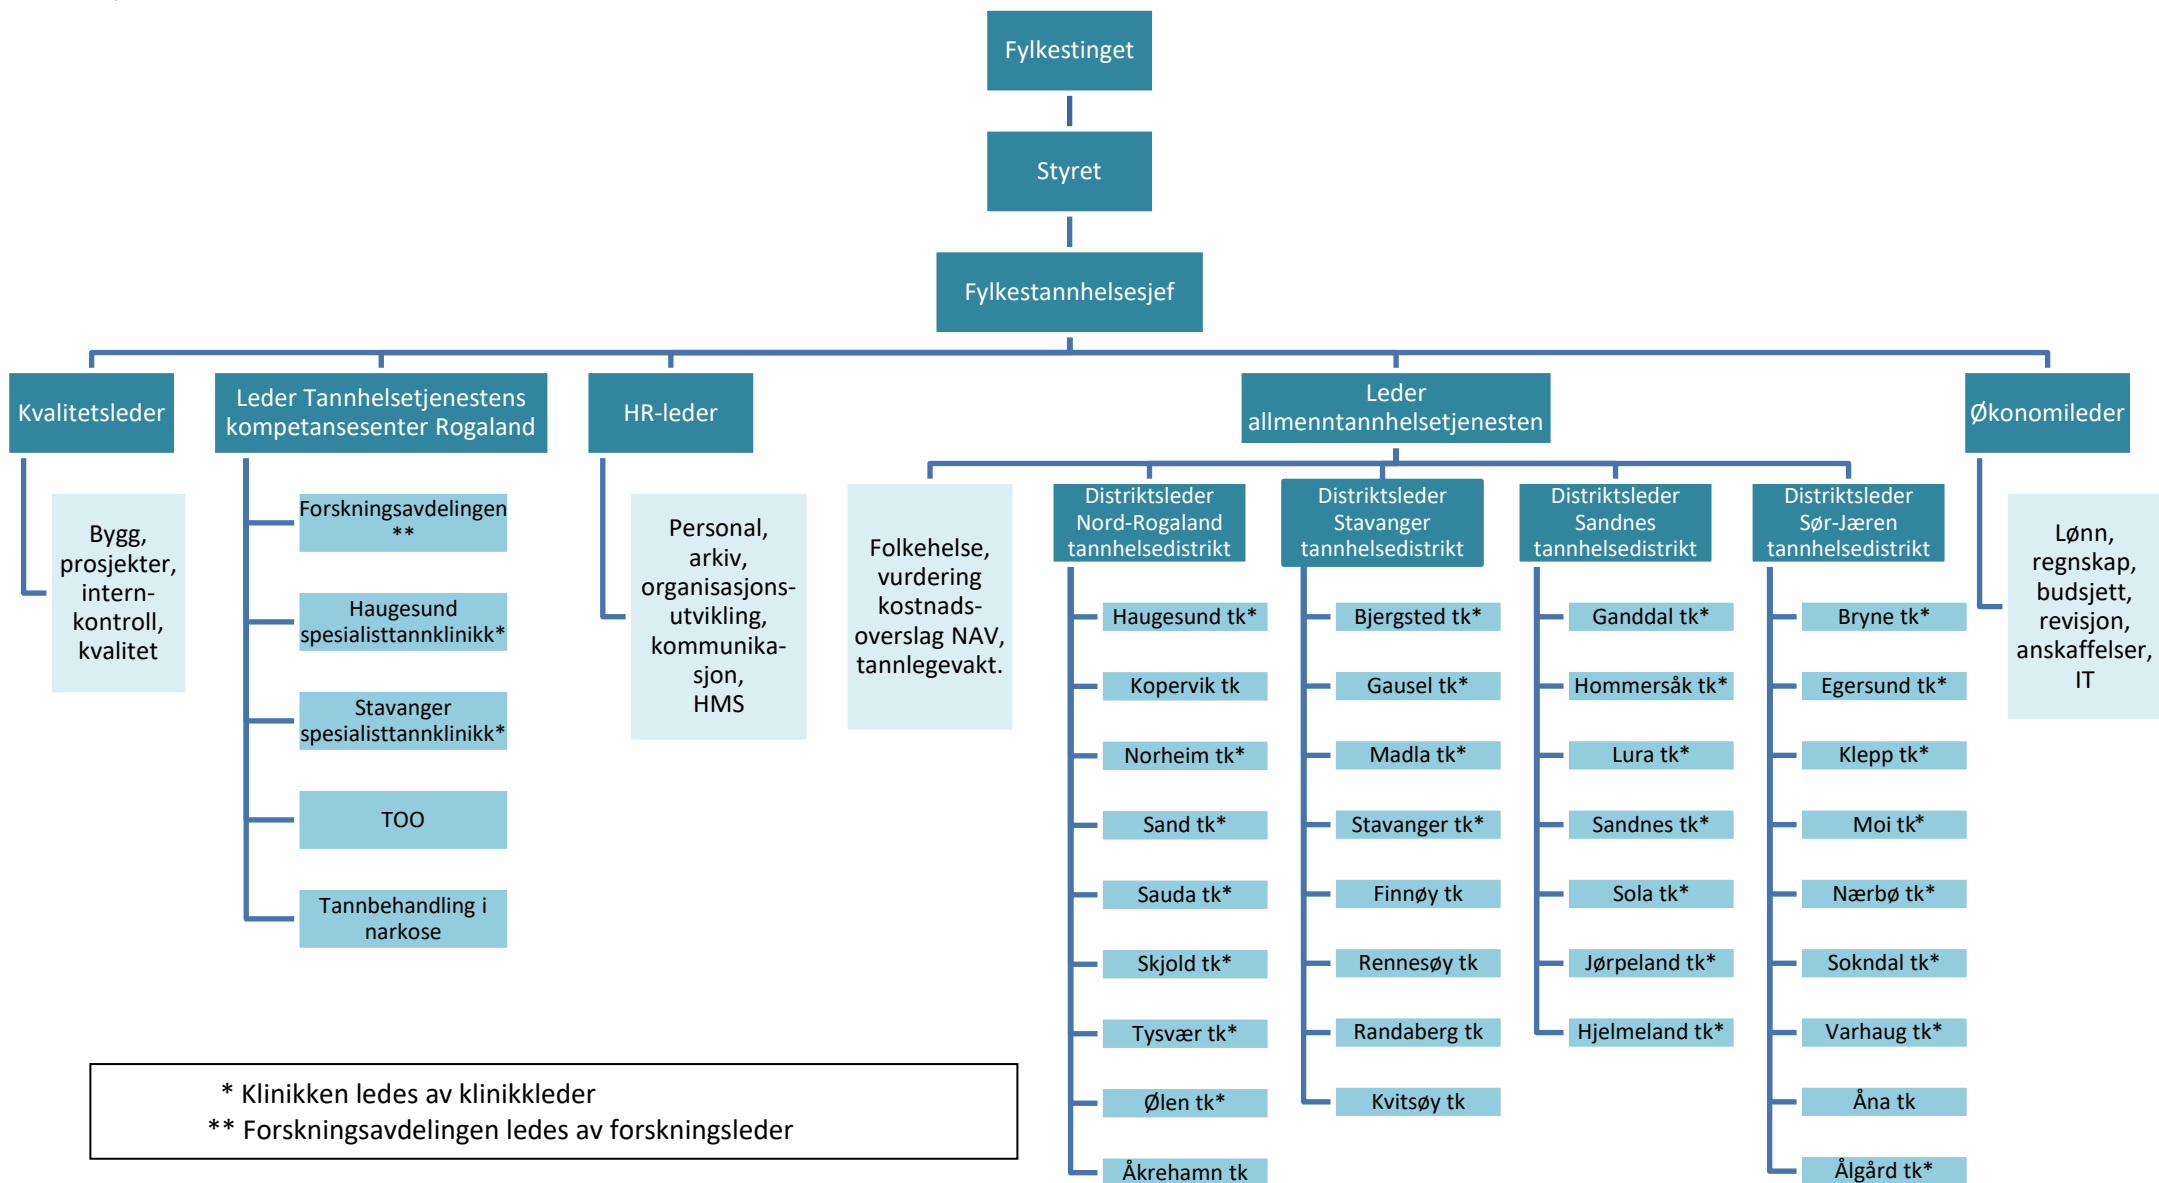 Fylkestinget
Styret
Fylkestannhelsesjef
Kvalitetsleder
Bygg,
prosjekter,
intern-
kontroll,
kvalitet
Leder Tannhelsetjenestens
kompetansesenter Rogaland
Forskningsavdelingen
**
Haugesund
spesialisttannklinikk*
Stavanger
spesialisttannklinikk*
TOO
Tannbehandling i
narkose
HR-leder
Personal,
arkiv,
organisasjons-
utvikling,
kommunika-
sjon,
HMS
Leder
allmenntannhelsetjenesten
Folkehelse,
vurdering
kostnads-
overslag NAV,
tannlegevakt.
Distriktsleder
Nord-Rogaland
tannhelsedistrikt
Haugesund tk*
Kopervik tk
Norheim tk*
Sand tk*
Sauda tk*
Skjold tk*
Tysvær tk*
Ølen tk*
Åkrehamn tk
Distriktsleder
Stavanger
tannhelsedistrikt
Bjergsted tk*
Gausel tk*
Madla tk*
Stavanger tk*
Finnøy tk
Rennesøy tk
Randaberg tk
Kvitsøy tk
Distriktsleder
Sandnes
tannhelsedistrikt
Ganddal tk*
Hommersåk tk*
Lura tk*
Sandnes tk*
Sola tk*
Jørpeland tk*
Hjelmeland tk*
Distriktsleder
Sør-Jæren
tannhelsedistrikt
Bryne tk*
Egersund tk*
Klepp tk*
Moi tk*
Nærbø tk*
Sokndal tk*
Varhaug tk*
Åna tk
Ålgård tk*
Økonomileder
Lønn,
regnskap,
budsjett,
revisjon,
anskaffelser,
IT
* Klinikken ledes av klinikkleder
** Forskningsavdelingen ledes av forskningsleder